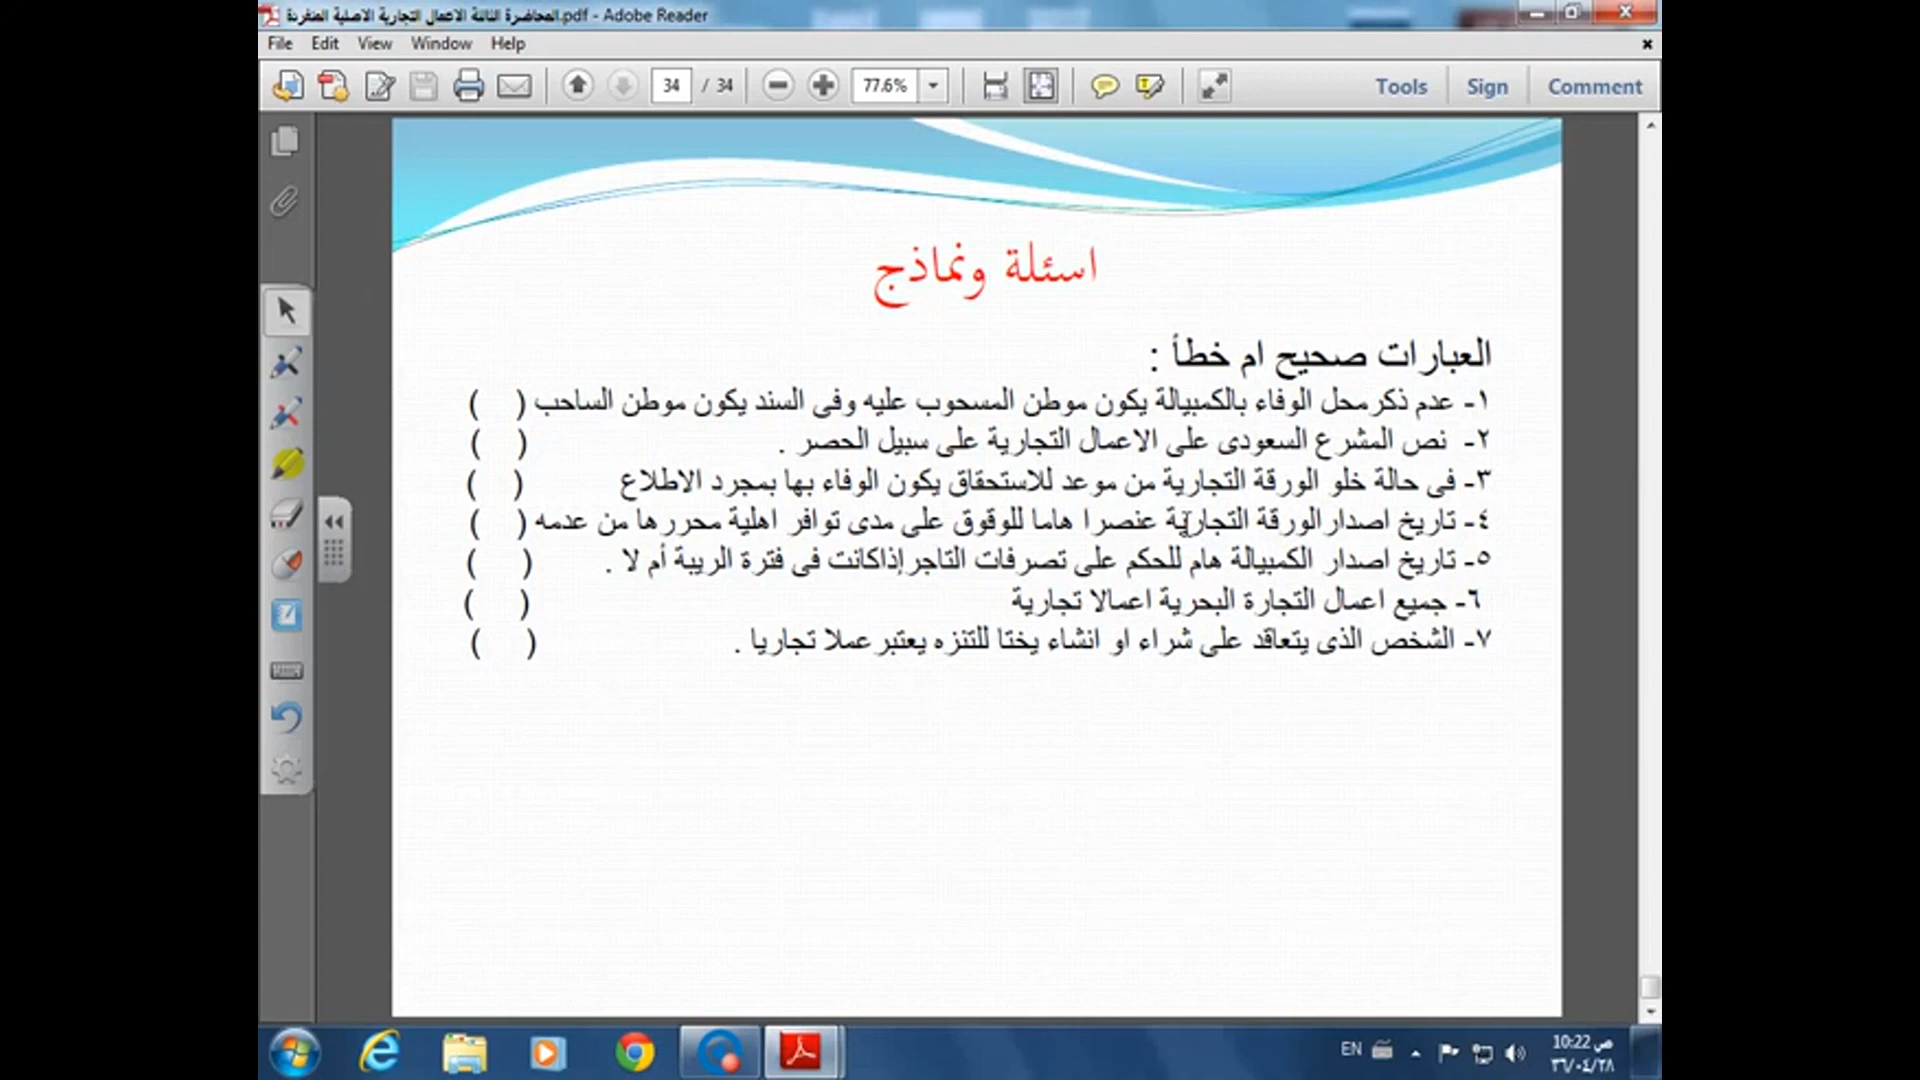 المحاضرة الثالثة الاعمال التجارية الاصلية المنفردة.pdf - Adobe Reader
File Edit View Window Help
34 / 34 77.6% Tools Sign Comment
اسئلة ونماذج
العبارات صحيح ام خطأ :
١- عدم ذكر محل الوفاء بالكمبيالة يكون موطن المسحوب عليه وفى السند يكون موطن الساحب ( )
٢- نص المشرع السعودى على الاعمال التجارية على سبيل الحصر . ( )
٣- فى حالة خلو الورقة التجارية من موعد للاستحقاق يكون الوفاء بها بمجرد الاطلاع ( )
٤- تاريخ اصدار الورقة التجارية عنصرا هاما للوقوق على مدى توافر اهلية محررها من عدمه ( )
٥- تاريخ اصدار الكمبيالة هام للحكم على تصرفات التاجر إذاكانت فى فترة الريبة أم لا . ( )
٦- جميع اعمال التجارة البحرية اعمالا تجارية ( )
٧- الشخص الذى يتعاقد على شراء او انشاء يختا للتنزه يعتبر عملا تجاريا . ( )
EN 10:22 ص
٣٦/٠٤/٢٨